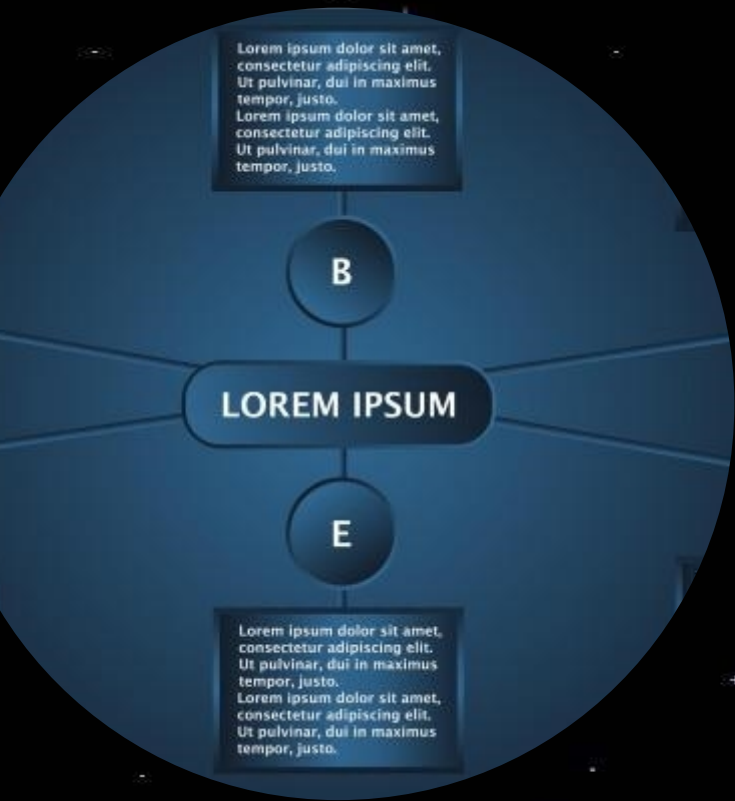 Lorem ipsum dolor sit amet,
consectetur adipiscing elit.
Ut pulvinar, dui in maximus
tempor, justo.
Lorem ipsum dolor sit amet,
consectetur adipiscing elit.
Ut pulvinar, dui in maximus
tempor, justo.
B
LOREM IPSUM
E
Lorem ipsum dolor sit amet,
consectetur adipiscing elit.
Ut pulvinar, dui in maximus
tempor, justo.
Lorem ipsum dolor sit amet,
consectetur adipiscing elit.
Ut pulvinar, dui in maximus
tempor, justo.